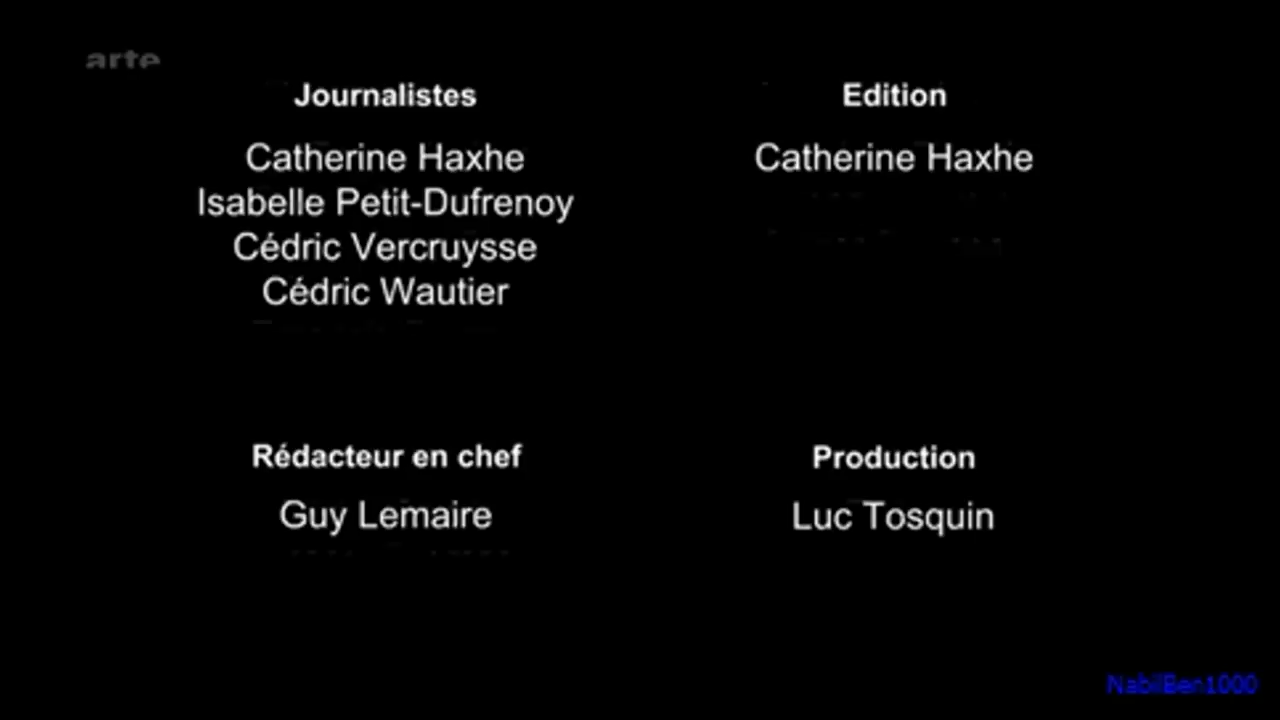 arte
Journalistes
Catherine Haxhe
Isabelle Petit-Dufrenoy
Cédric Vercruysse
Cédric Wautier
Edition
Catherine Haxhe
Rédacteur en chef
Guy Lemaire
Production
Luc Tosquin
NabilBen1000